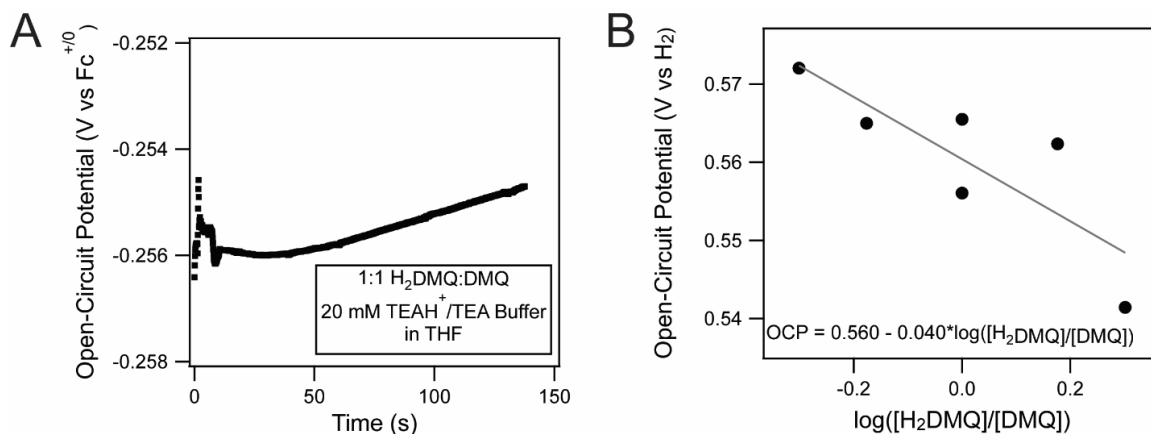 A
Open-Circuit Potential (V vs Fc⁺/⁰)
-0.252
-0.254
-0.256
-0.258
0
50
100
150
Time (s)
1:1 H₂DMQ:DMQ
20 mM TEAH⁺/TEA Buffer
in THF
B
Open-Circuit Potential (V vs H₂)
0.57
0.56
0.55
0.54
OCP = 0.560 - 0.040*log([H₂DMQ]/[DMQ])
-0.2
0.0
0.2
log([H₂DMQ]/[DMQ])